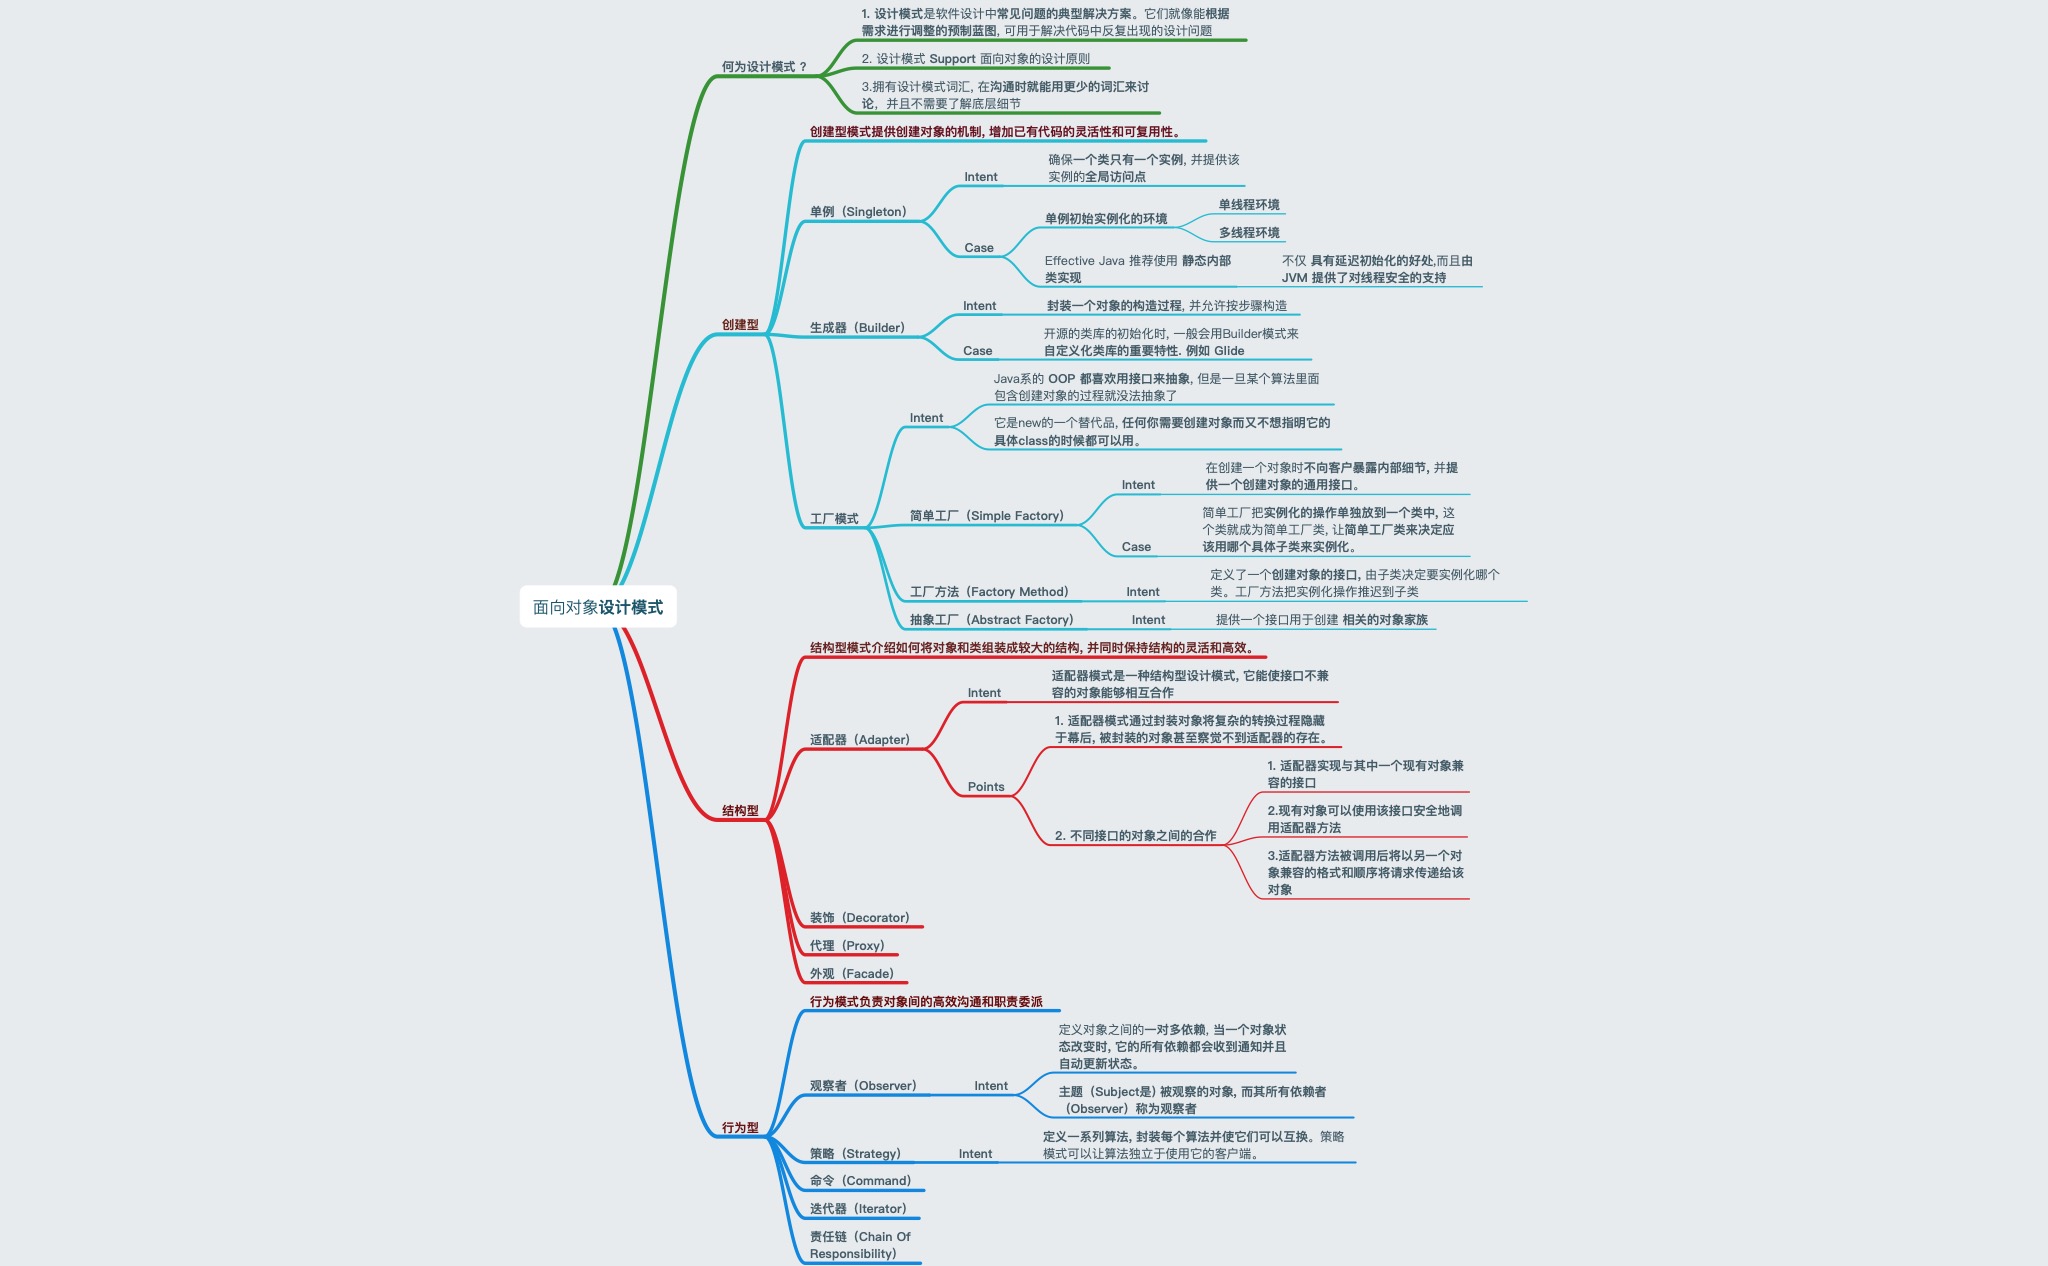 面向对象设计模式
何为设计模式 ?
1. 设计模式是软件设计中常见问题的典型解决方案。它们就像能根据
需求进行调整的预制蓝图, 可用于解决代码中反复出现的设计问题
2. 设计模式 Support 面向对象的设计原则
3.拥有设计模式词汇, 在沟通时就能用更少的词汇来讨
论，并且不需要了解底层细节
创建型
创建型模式提供创建对象的机制, 增加已有代码的灵活性和可复用性。
单例（Singleton）
Intent
确保一个类只有一个实例, 并提供该
实例的全局访问点
Case
单例初始实例化的环境
单线程环境
多线程环境
Effective Java 推荐使用 静态内部
类实现
不仅 具有延迟初始化的好处,而且由
JVM 提供了对线程安全的支持
生成器（Builder）
Intent
封装一个对象的构造过程, 并允许按步骤构造
Case
开源的类库的初始化时, 一般会用Builder模式来
自定义化类库的重要特性. 例如 Glide
工厂模式
Intent
Java系的 OOP 都喜欢用接口来抽象, 但是一旦某个算法里面
包含创建对象的过程就没法抽象了
它是new的一个替代品, 任何你需要创建对象而又不想指明它的
具体class的时候都可以用。
简单工厂（Simple Factory）
Intent
在创建一个对象时不向客户暴露内部细节, 并提
供一个创建对象的通用接口。
Case
简单工厂把实例化的操作单独放到一个类中, 这
个类就成为简单工厂类, 让简单工厂类来决定应
该用哪个具体子类来实例化。
工厂方法（Factory Method）
Intent
定义了一个创建对象的接口, 由子类决定要实例化哪个
类。工厂方法把实例化操作推迟到子类
抽象工厂（Abstract Factory）
Intent
提供一个接口用于创建 相关的对象家族
结构型
结构型模式介绍如何将对象和类组装成较大的结构, 并同时保持结构的灵活和高效。
适配器（Adapter）
Intent
适配器模式是一种结构型设计模式, 它能使接口不兼
容的对象能够相互合作
Points
1. 适配器模式通过封装对象将复杂的转换过程隐藏
于幕后, 被封装的对象甚至察觉不到适配器的存在。
2. 不同接口的对象之间的合作
1. 适配器实现与其中一个现有对象兼
容的接口
2.现有对象可以使用该接口安全地调
用适配器方法
3.适配器方法被调用后将以另一个对
象兼容的格式和顺序将请求传递给该
对象
装饰（Decorator）
代理（Proxy）
外观（Facade）
行为型
行为模式负责对象间的高效沟通和职责委派
观察者（Observer）
Intent
定义对象之间的一对多依赖, 当一个对象状
态改变时, 它的所有依赖都会收到通知并且
自动更新状态。
主题（Subject是) 被观察的对象, 而其所有依赖者
（Observer）称为观察者
策略（Strategy）
Intent
定义一系列算法, 封装每个算法并使它们可以互换。策略
模式可以让算法独立于使用它的客户端。
命令（Command）
迭代器（Iterator）
责任链（Chain Of
Responsibility）